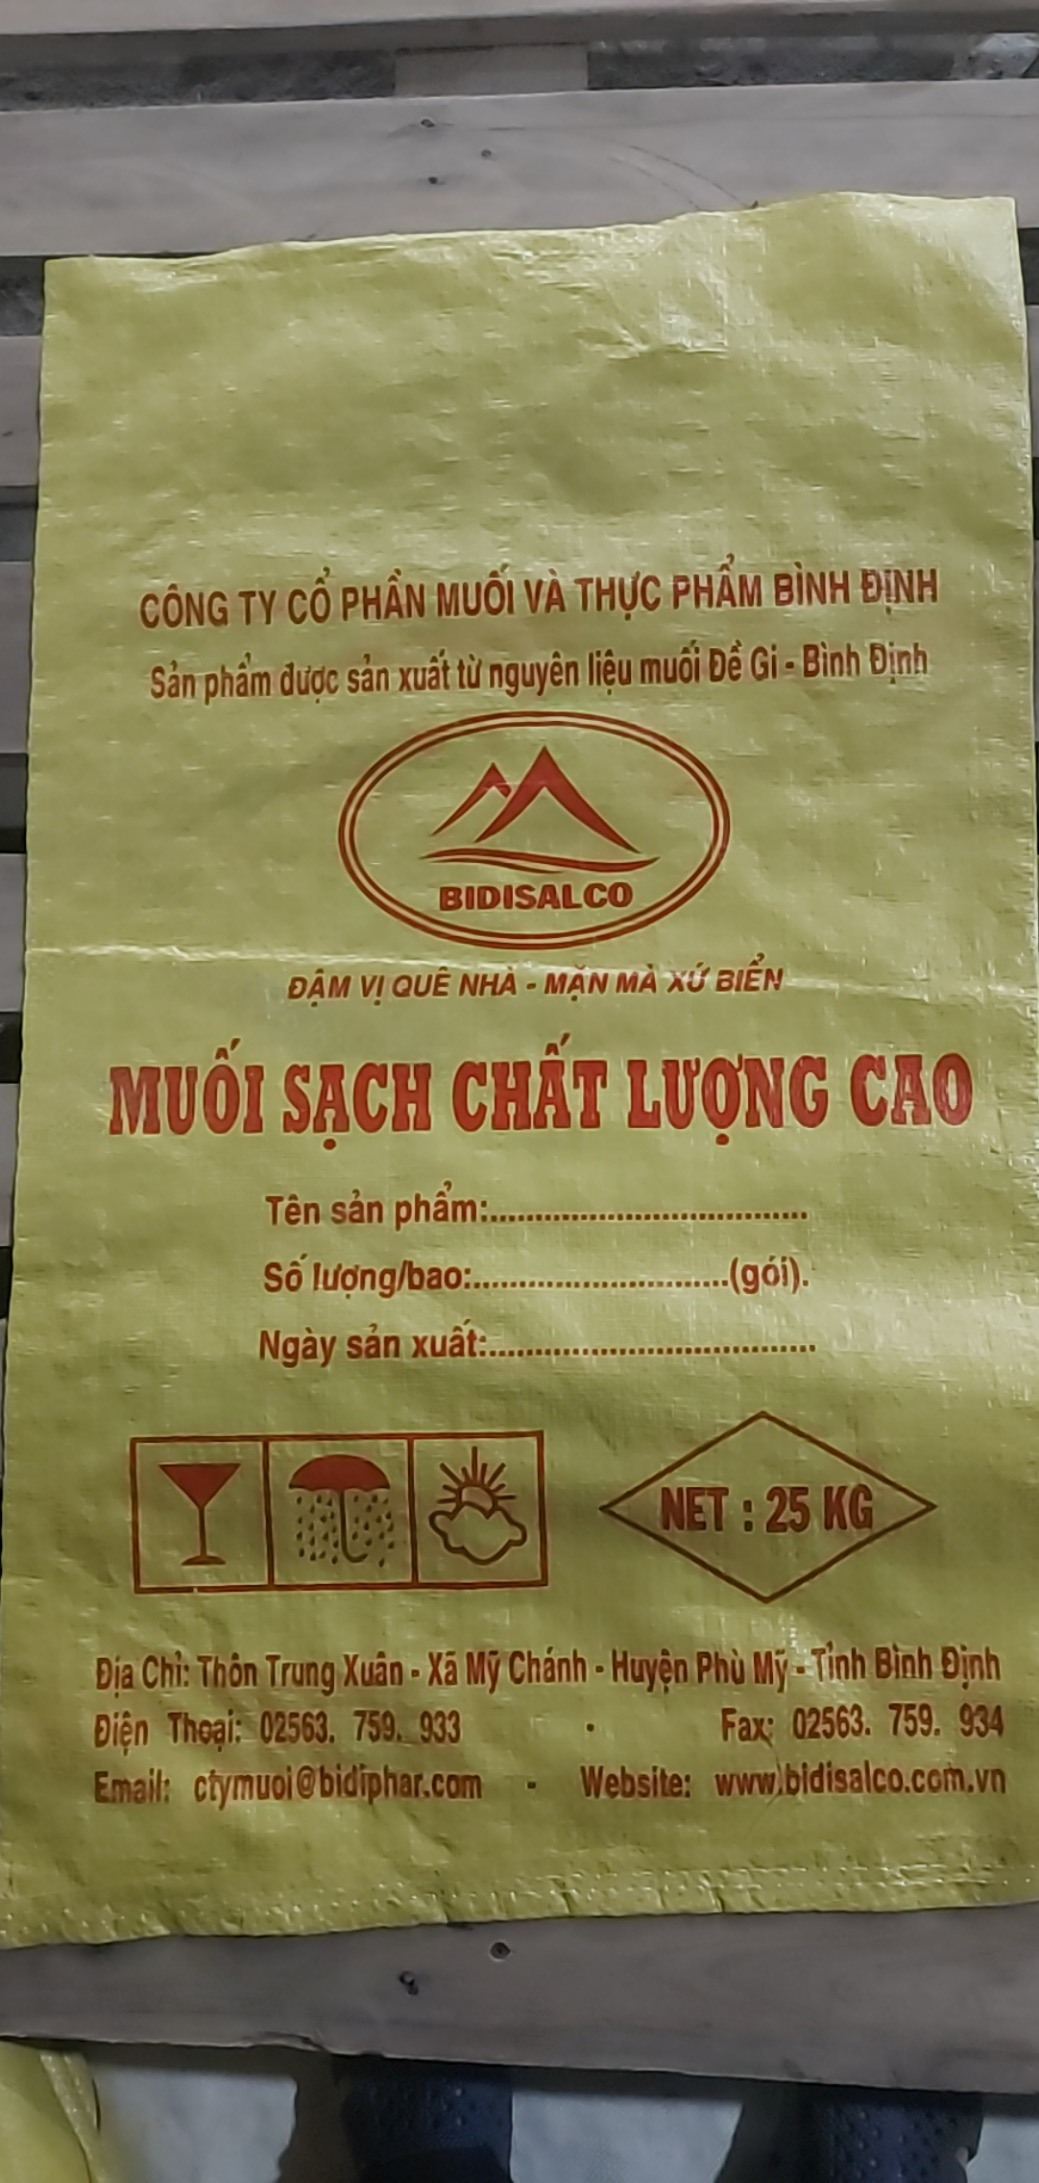 CÔNG TY CỔ PHẦN MUỐI VÀ THỰC PHẨM BÌNH ĐỊNH
Sản phẩm được sản xuất từ nguyên liệu muối Đề Gi - Bình Định
BIDISALCO
ĐẬM VỊ QUÊ NHÀ - MẶN MÀ XỨ BIỂN
MUỐI SẠCH CHẤT LƯỢNG CAO
Tên sản phẩm:....................................
Số lượng/bao:.............................(gói).
Ngày sản xuất:.....................................
NET : 25 KG
Địa Chỉ: Thôn Trung Xuân - Xã Mỹ Chánh - Huyện Phù Mỹ - Tỉnh Bình Định
Điện Thoại: 02563. 759. 933 - Fax: 02563. 759. 934
Email: ctymuoi@bidiphar.com - Website: www.bidisalco.com.vn